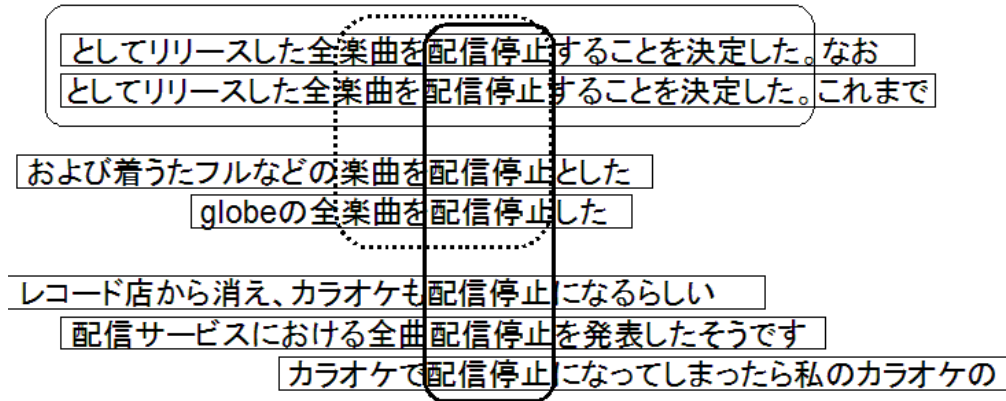 としてリリースした全楽曲を配信停止することを決定した。なお
としてリリースした全楽曲を配信停止することを決定した。これまで
および着うたフルなどの楽曲を配信停止とした
globeの全楽曲を配信停止した
レコード店から消え、カラオケも配信停止になるらしい
配信サービスにおける全曲配信停止を発表したそうです
カラオケで配信停止になってしまったら私のカラオケの